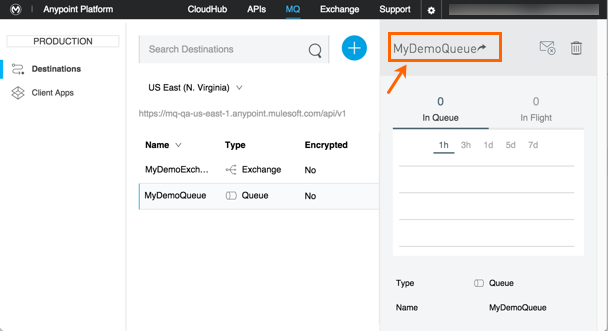 Anypoint Platform CloudHub APIs MQ Exchange Support
PRODUCTION
Destinations
Client Apps
Search Destinations
US East (N. Virginia)
https://mq-qa-us-east-1.anypoint.mulesoft.com/api/v1
Name Type Encrypted
MyDemoExch... Exchange No
MyDemoQueue Queue No
MyDemoQueue
0 0
In Queue In Flight
1h 3h 1d 5d 7d
Type Queue
Name MyDemoQueue